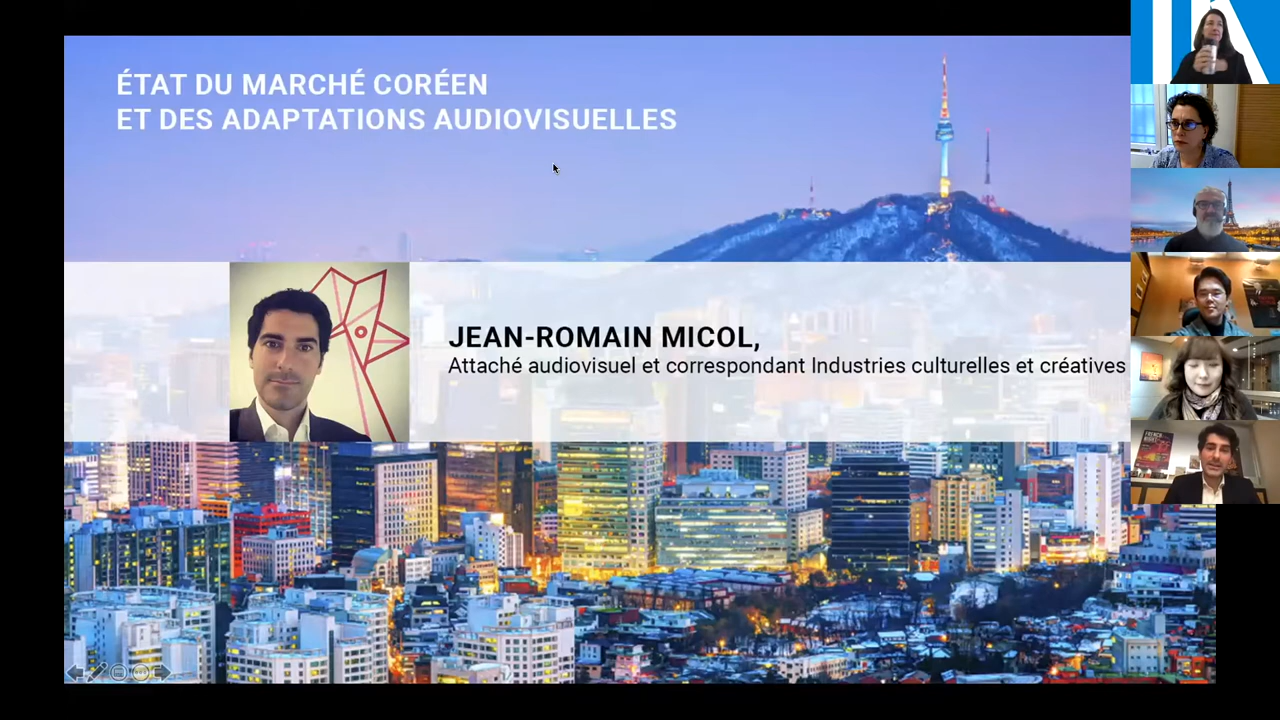 ÉTAT DU MARCHÉ CORÉEN
ET DES ADAPTATIONS AUDIOVISUELLES
JEAN-ROMAIN MICOL,
Attaché audiovisuel et correspondant Industries culturelles et créatives